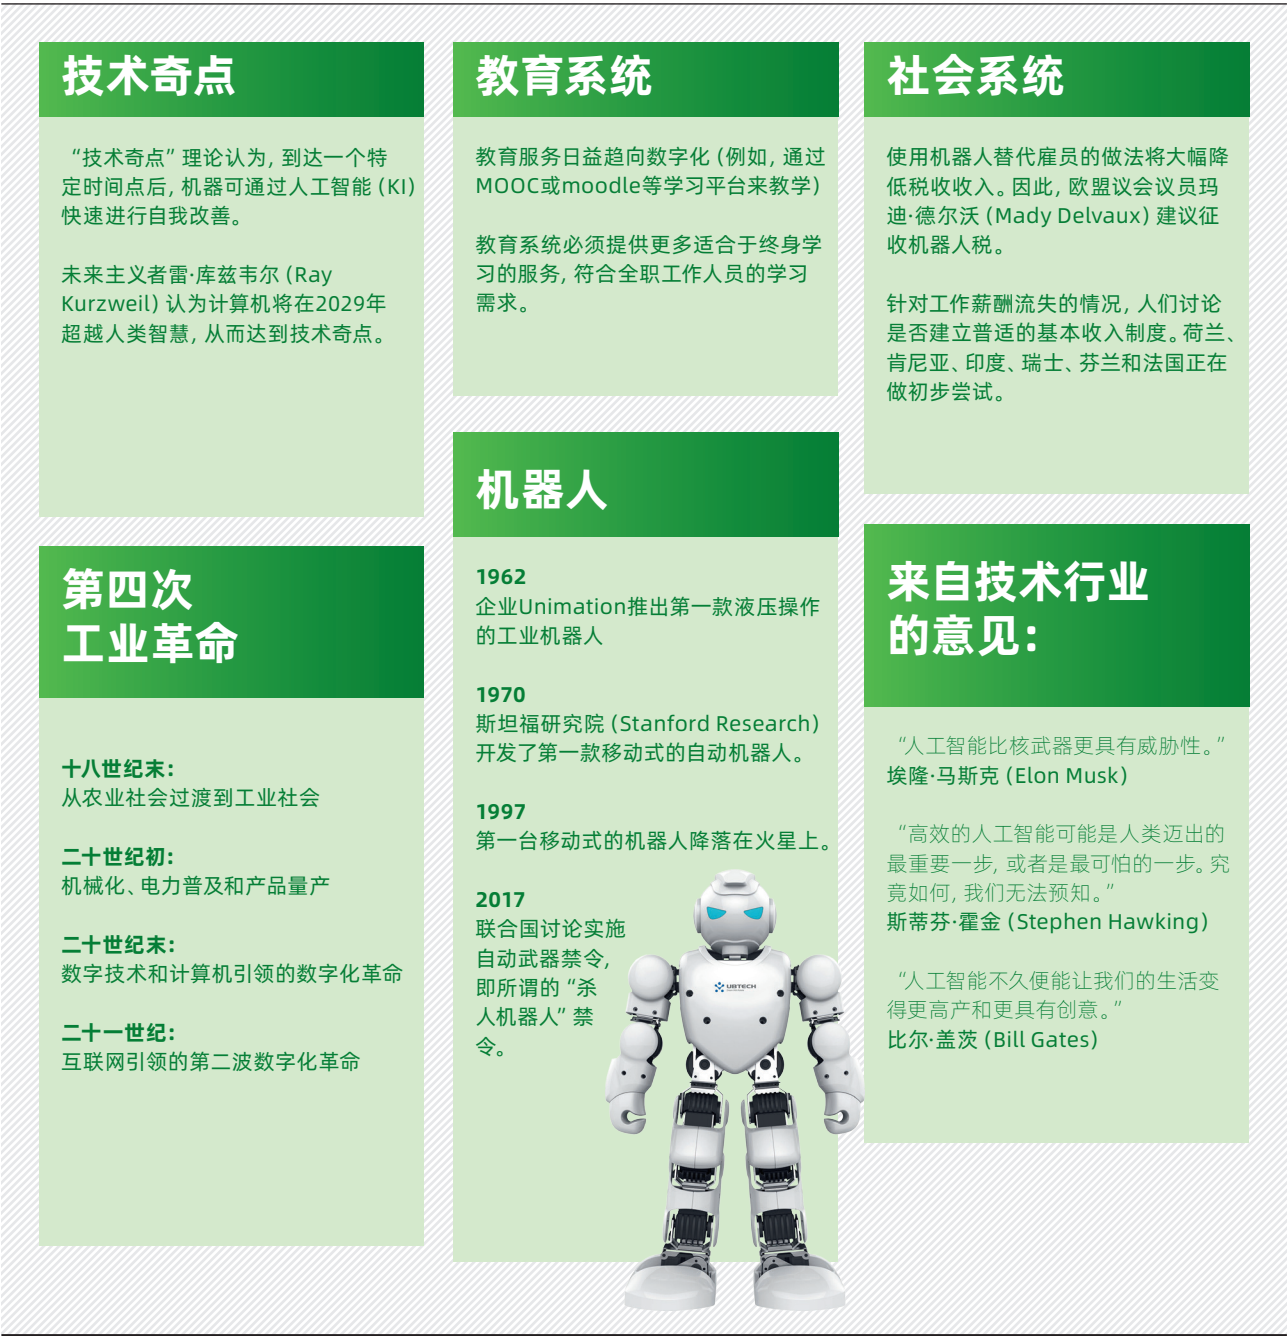 技术奇点
“技术奇点”理论认为, 到达一个特
定时间点后, 机器可通过人工智能 (KI)
快速进行自我改善。
未来主义者雷·库兹韦尔 (Ray
Kurzweil) 认为计算机将在2029年
超越人类智慧, 从而达到技术奇点。
第四次
工业革命
十八世纪末:
从农业社会过渡到工业社会
二十世纪初:
机械化、电力普及和产品量产
二十世纪末:
数字技术和计算机引领的数字化革命
二十一世纪:
互联网引领的第二波数字化革命
教育系统
教育服务日益趋向数字化 (例如, 通过
MOOC或moodle等学习平台来教学)
教育系统必须提供更多适合于终身学
习的服务, 符合全职工作人员的学习
需求。
机器人
1962
企业Unimation推出第一款液压操作
的工业机器人
1970
斯坦福研究院 (Stanford Research)
开发了第一款移动式的自动机器人。
1997
第一台移动式的机器人降落在火星上。
2017
联合国讨论实施
自动武器禁令,
即所谓的 “杀
人机器人” 禁
令。
UBTECH
社会系统
使用机器人替代雇员的做法将大幅降
低税收收入。因此, 欧盟议会议员玛
迪·德尔沃 (Mady Delvaux) 建议征
收机器人税。
针对工作薪酬流失的情况, 人们讨论
是否建立普适的基本收入制度。荷兰、
肯尼亚、印度、瑞士、芬兰和法国正在
做初步尝试。
来自技术行业
的意见:
“人工智能比核武器更具有威胁性。”
埃隆·马斯克 (Elon Musk)
“高效的人工智能可能是人类迈出的
最重要一步, 或者是最可怕的一步。究
竟如何, 我们无法预知。”
斯蒂芬·霍金 (Stephen Hawking)
“人工智能不久便能让我们的生活变
得更高产和更具有创意。”
比尔·盖茨 (Bill Gates)